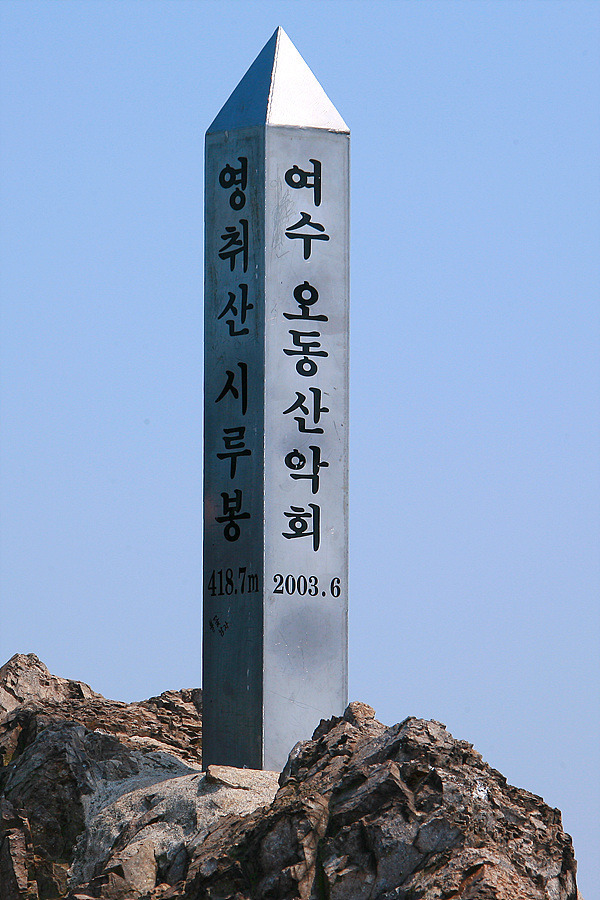 영취산 시루봉
418.7m
여수 오동산악회
2003.6